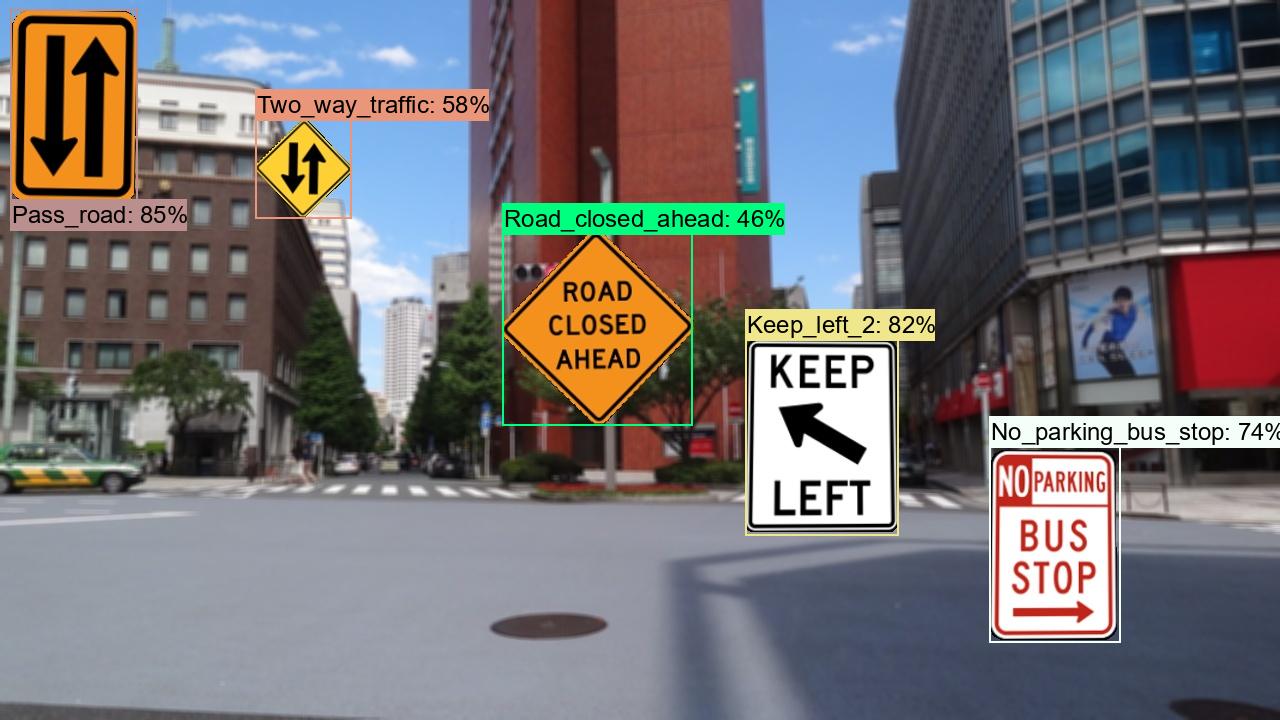 Two_way_traffic: 58%
Pass_road: 85%
Road_closed_ahead: 46%
ROAD
CLOSED
AHEAD
Keep_left_2: 82%
KEEP
LEFT
No_parking_bus_stop: 74%
NO PARKING
BUS
STOP